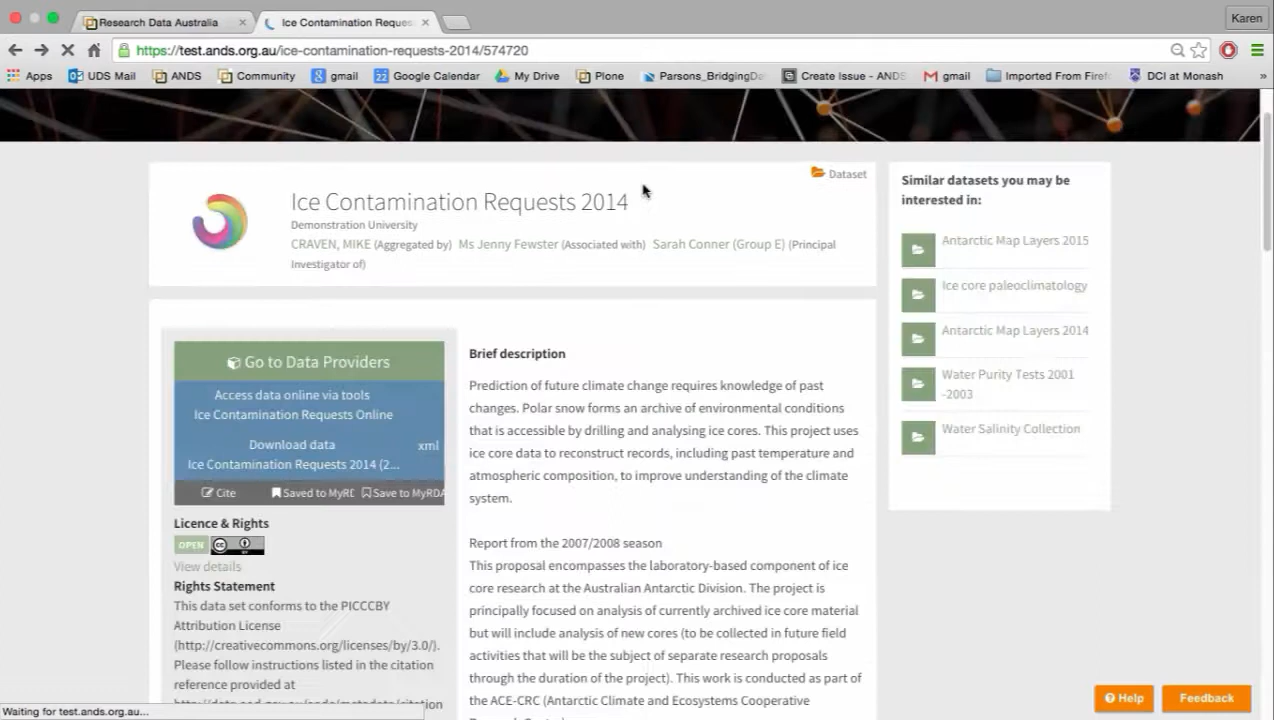 Research Data Australia
Ice Contamination Reques
Karen
https://test.ands.org.au/ice-contamination-requests-2014/574720
Apps UDS Mail ANDS Community gmail Google Calendar My Drive Plone Parsons_BridgingDa Create Issue - ANDS gmail Imported From Firef DCI at Monash »
Dataset
Ice Contamination Requests 2014
Demonstration University
CRAVEN, MIKE (Aggregated by) Ms Jenny Fewster (Associated with) Sarah Conner (Group E) (Principal
Investigator of)
Go to Data Providers
Access data online via tools
Ice Contamination Requests Online
Download data xml
Ice Contamination Requests 2014 (2...
Cite Saved to MyRD Save to MyRDA
Licence & Rights
OPEN CC BY
View details
Rights Statement
This data set conforms to the PICCCBY
Attribution License
(http://creativecommons.org/licenses/by/3.0/).
Please follow instructions listed in the citation
reference provided at
Brief description
Prediction of future climate change requires knowledge of past
changes. Polar snow forms an archive of environmental conditions
that is accessible by drilling and analysing ice cores. This project uses
ice core data to reconstruct records, including past temperature and
atmospheric composition, to improve understanding of the climate
system.
Report from the 2007/2008 season
This proposal encompasses the laboratory-based component of ice
core research at the Australian Antarctic Division. The project is
principally focused on analysis of currently archived ice core material
but will include analysis of new cores (to be collected in future field
activities that will be the subject of separate research proposals
through the duration of the project). This work is conducted as part of
the ACE-CRC (Antarctic Climate and Ecosystems Cooperative
Similar datasets you may be
interested in:
Antarctic Map Layers 2015
Ice core paleoclimatology
Antarctic Map Layers 2014
Water Purity Tests 2001
-2003
Water Salinity Collection
Help
Feedback
Waiting for test.ands.org.au...